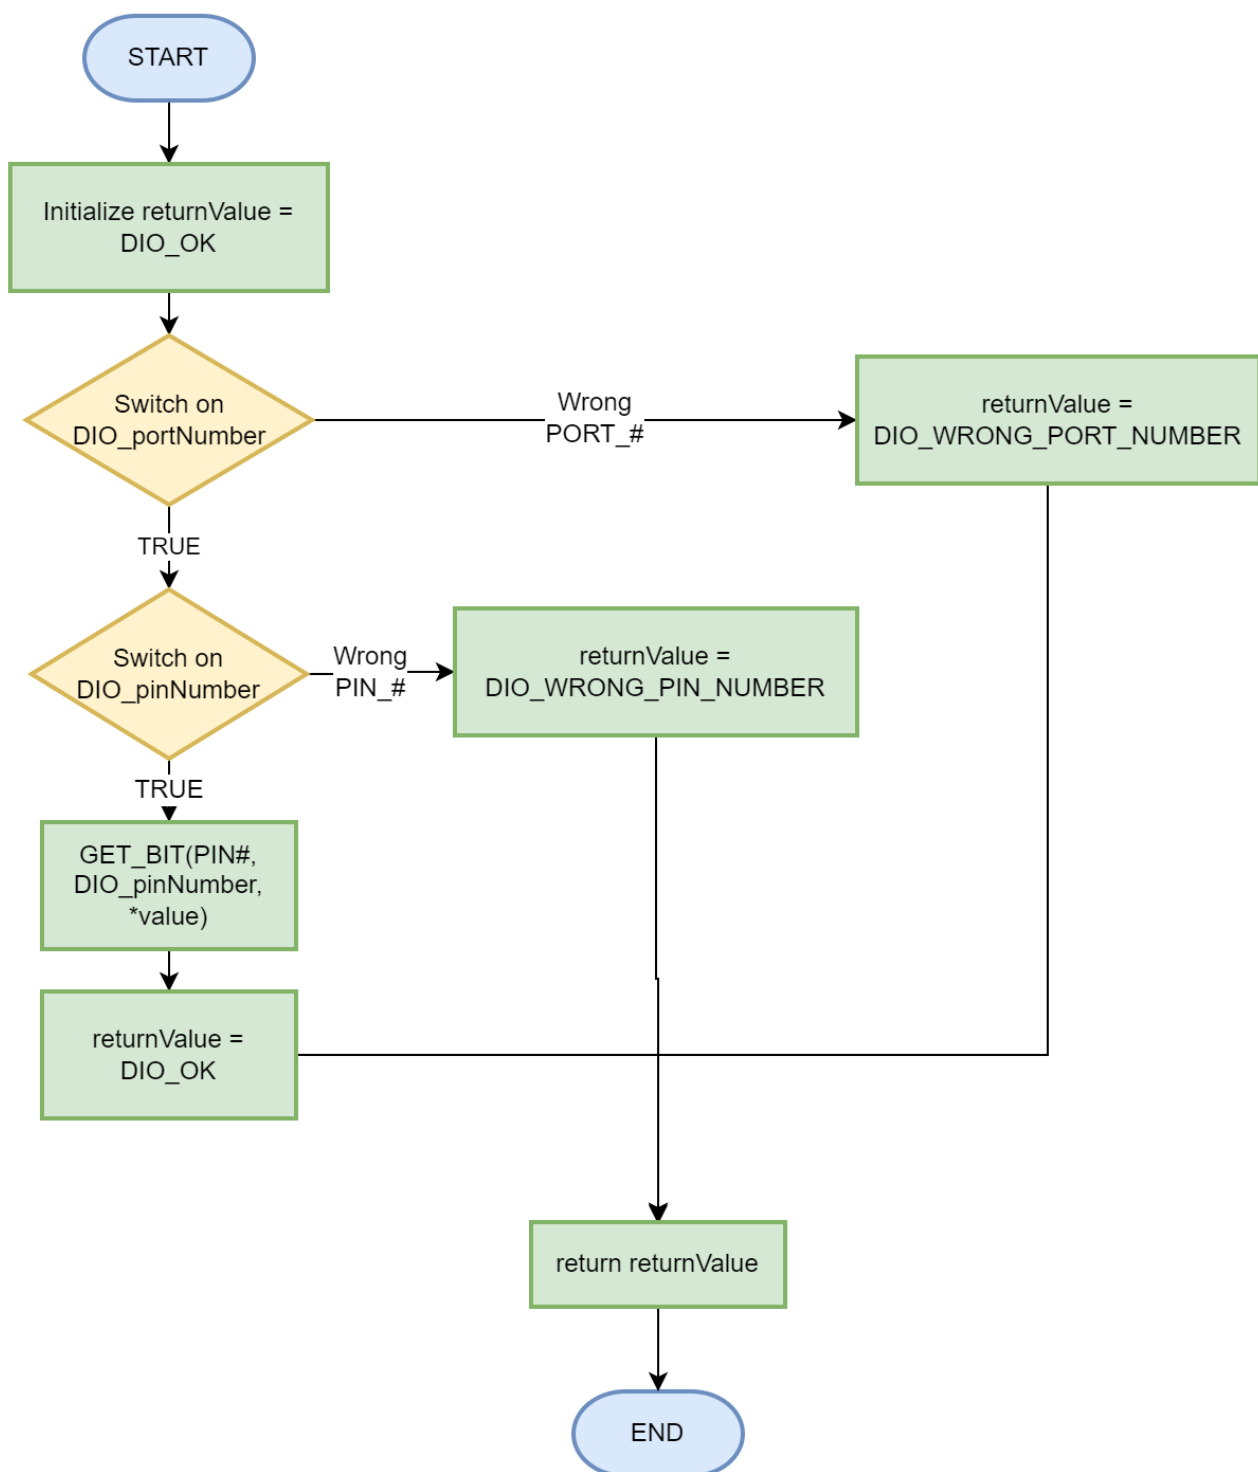 START
Initialize returnValue =
DIO_OK
Switch on
DIO_portNumber
Wrong
PORT_#
returnValue =
DIO_WRONG_PORT_NUMBER
TRUE
Switch on
DIO_pinNumber
Wrong
PIN_#
returnValue =
DIO_WRONG_PIN_NUMBER
TRUE
GET_BIT(PIN#,
DIO_pinNumber,
*value)
returnValue =
DIO_OK
return returnValue
END